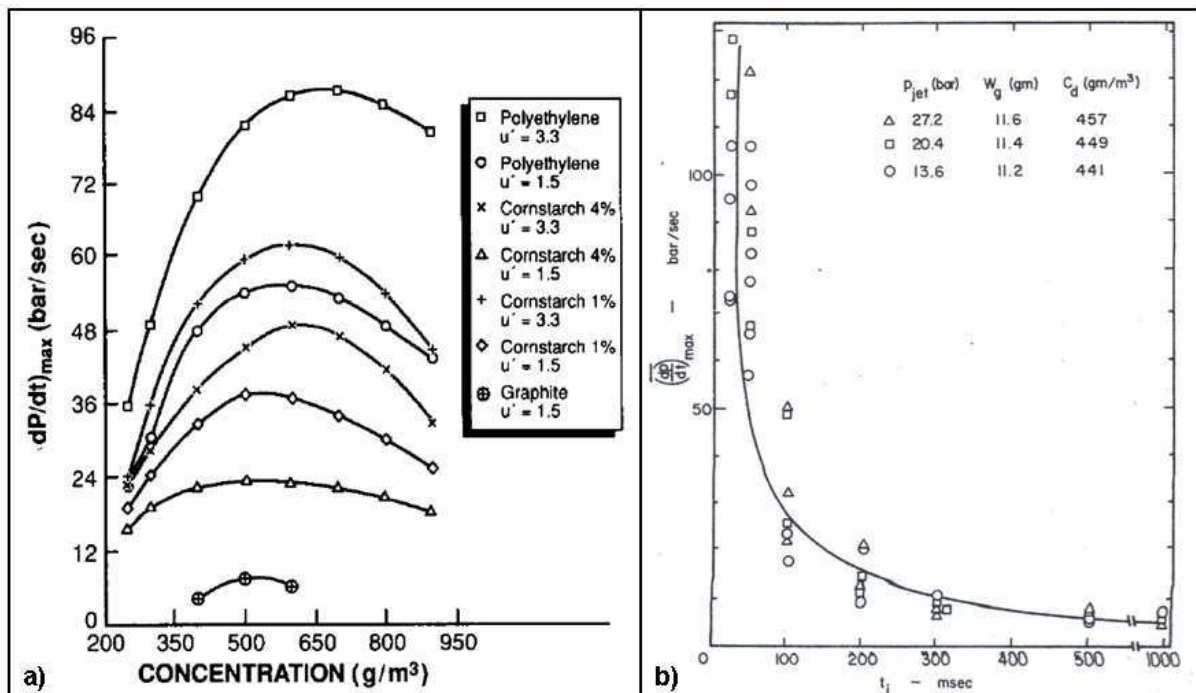 96
84
72
60
48
36
24
12
0
dP/dt)max (bar/sec)
200 350 500 650 800 950
CONCENTRATION (g/m³)
a)
Polyethylene
u´ = 3.3
Polyethylene
u´ = 1.5
Cornstarch 4%
u´ = 3.3
Cornstarch 4%
u´ = 1.5
Cornstarch 1%
u´ = 3.3
Cornstarch 1%
u´ = 1.5
Graphite
u´ = 1.5
Pjet (bar) Wg (gm) Cd (gm/m³)
27.2 11.6 457
20.4 11.4 449
13.6 11.2 441
100
50
(dp/dt)max — bar/sec
0 100 200 300 400 500 1000
ti — msec
b)